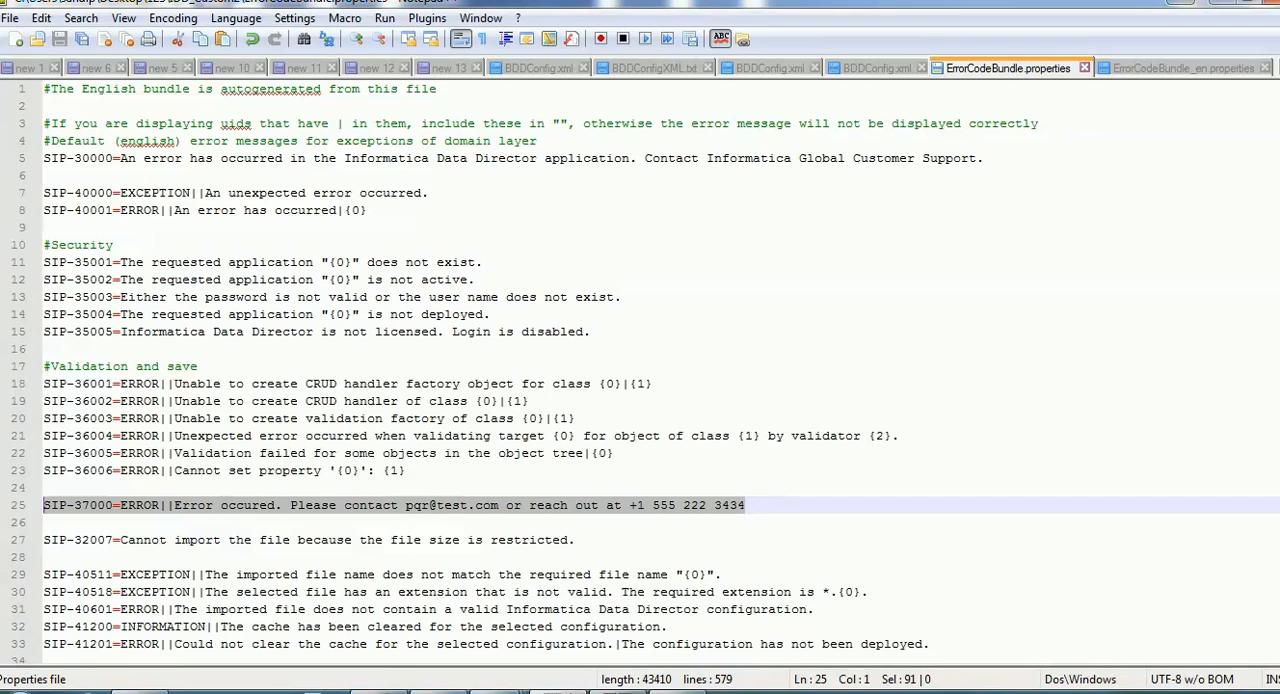 File Edit Search View Encoding Language Settings Macro Run Plugins Window ?
new 1 new 6 new 5 new 10 new 11 new 12 new 13 BDDConfig.xml BDDConfigXML.txt BDDConfig.xml BDDConfig.xml ErrorCodeBundle.properties ErrorCodeBundle_en.properties
1 #The English bundle is autogenerated from this file
2
3 #If you are displaying uids that have | in them, include these in "", otherwise the error message will not be displayed correctly
4 #Default (english) error messages for exceptions of domain layer
5 SIP-30000=An error has occurred in the Informatica Data Director application. Contact Informatica Global Customer Support.
6
7 SIP-40000=EXCEPTION||An unexpected error occurred.
8 SIP-40001=ERROR||An error has occurred|{0}
9
10 #Security
11 SIP-35001=The requested application "{0}" does not exist.
12 SIP-35002=The requested application "{0}" is not active.
13 SIP-35003=Either the password is not valid or the user name does not exist.
14 SIP-35004=The requested application "{0}" is not deployed.
15 SIP-35005=Informatica Data Director is not licensed. Login is disabled.
16
17 #Validation and save
18 SIP-36001=ERROR||Unable to create CRUD handler factory object for class {0}|{1}
19 SIP-36002=ERROR||Unable to create CRUD handler of class {0}|{1}
20 SIP-36003=ERROR||Unable to create validation factory of class {0}|{1}
21 SIP-36004=ERROR||Unexpected error occurred when validating target {0} for object of class {1} by validator {2}.
22 SIP-36005=ERROR||Validation failed for some objects in the object tree|{0}
23 SIP-36006=ERROR||Cannot set property '{0}': {1}
24
25 SIP-37000=ERROR||Error occured. Please contact pqr@test.com or reach out at +1 555 222 3434
26
27 SIP-32007=Cannot import the file because the file size is restricted.
28
29 SIP-40511=EXCEPTION||The imported file name does not match the required file name "{0}".
30 SIP-40518=EXCEPTION||The selected file has an extension that is not valid. The required extension is *.{0}.
31 SIP-40601=ERROR||The imported file does not contain a valid Informatica Data Director configuration.
32 SIP-41200=INFORMATION||The cache has been cleared for the selected configuration.
33 SIP-41201=ERROR||Could not clear the cache for the selected configuration.|The configuration has not been deployed.
34
Properties file length : 43410 lines : 579 Ln : 25 Col : 1 Sel : 91 | 0 Dos\Windows UTF-8 w/o BOM